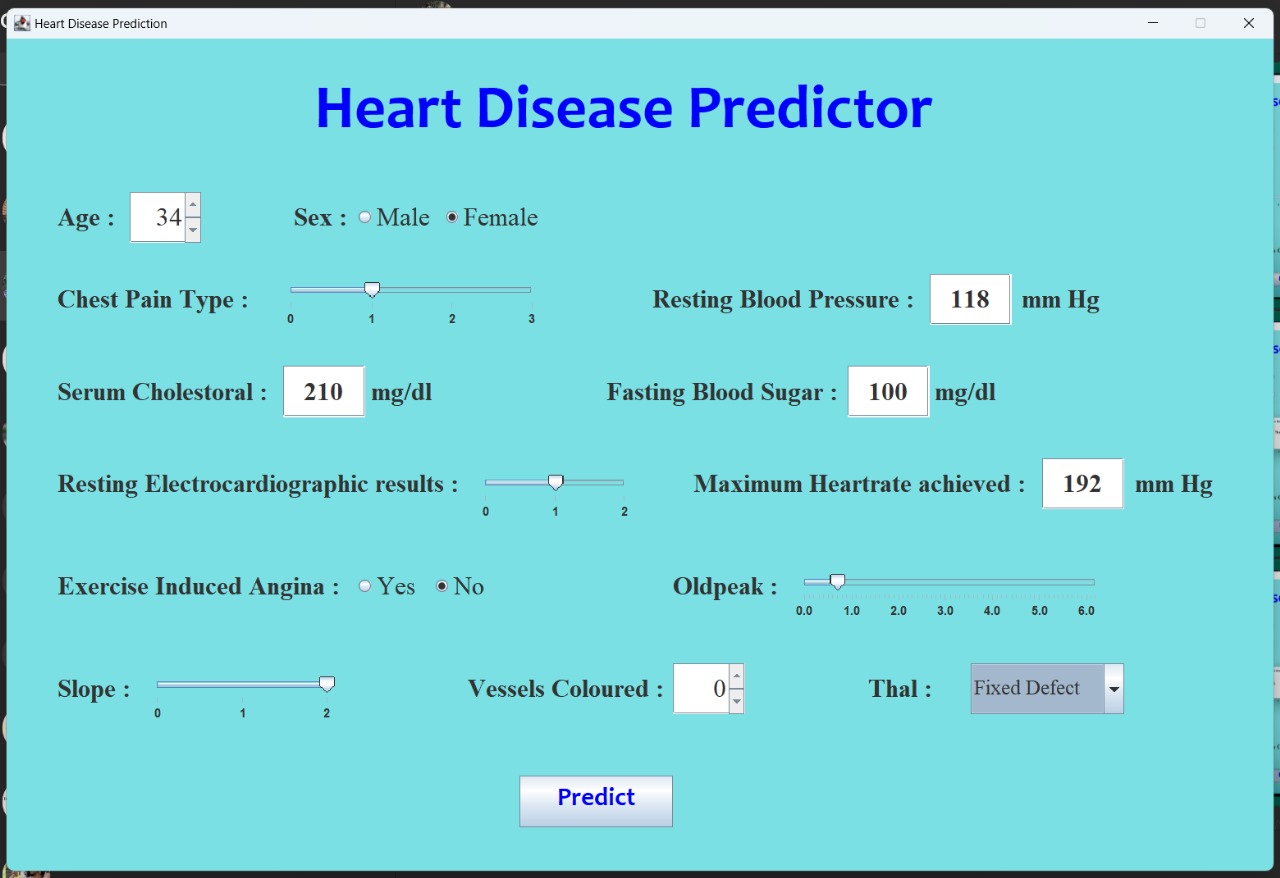 Heart Disease Prediction
Heart Disease Predictor
Age : 34 Sex : Male Female
Chest Pain Type : 0 1 2 3 Resting Blood Pressure : 118 mm Hg
Serum Cholestoral : 210 mg/dl Fasting Blood Sugar : 100 mg/dl
Resting Electrocardiographic results : 0 1 2 Maximum Heartrate achieved : 192 mm Hg
Exercise Induced Angina : Yes No Oldpeak : 0.0 1.0 2.0 3.0 4.0 5.0 6.0
Slope : 0 1 2 Vessels Coloured : 0 Thal : Fixed Defect
Predict